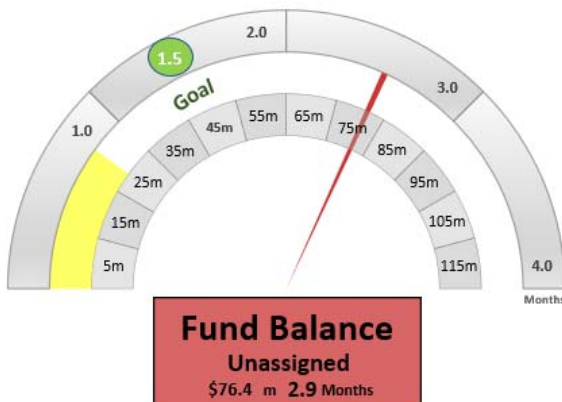 2.0
1.5
3.0
Goal
1.0
55m
65m
45m
75m
35m
85m
25m
95m
15m
105m
5m
115m
4.0
Months
Fund Balance
Unassigned
$76.4 m 2.9 Months